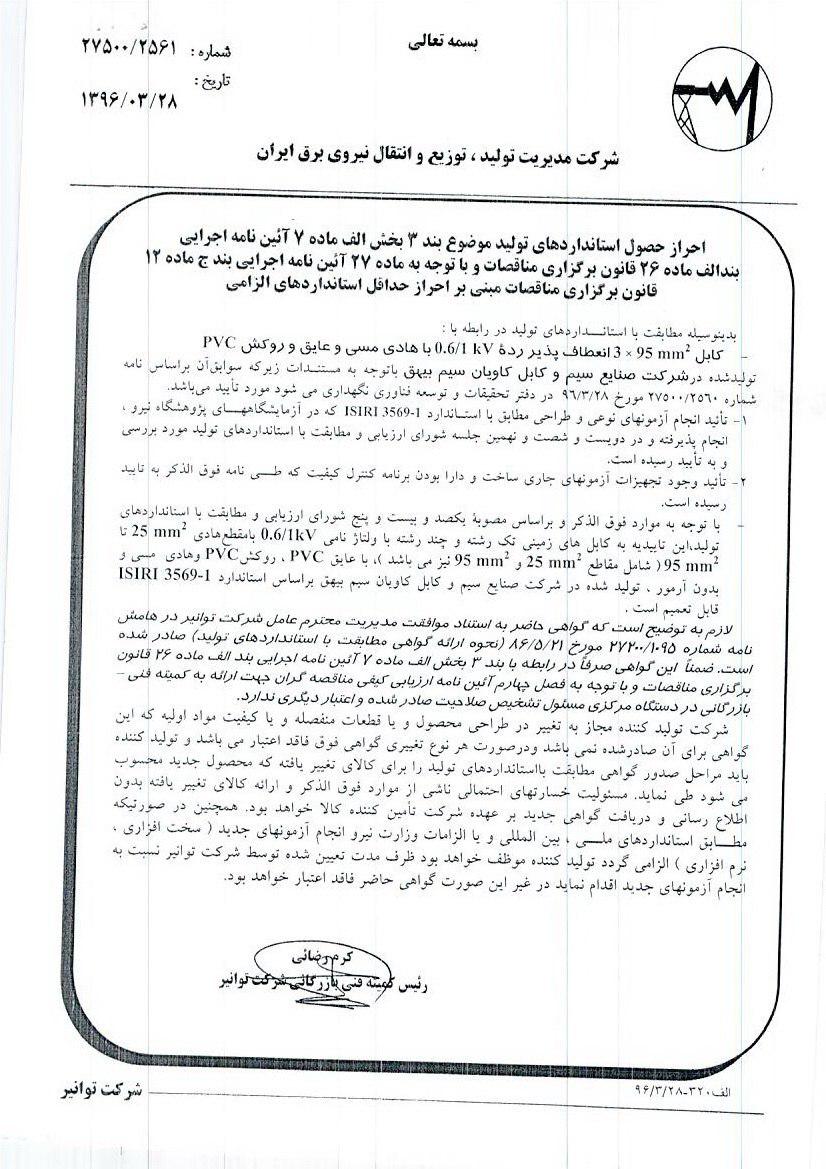 بسمه تعالی
شماره: ۲۷۵۰۰/۲۵۶۱
تاریخ:
۱۳۹۶/۰۳/۲۸
شرکت مدیریت تولید ، توزیع و انتقال نیروی برق ایران
احراز حصول استانداردهای تولید موضوع بند ۳ بخش الف ماده ۷ آئین نامه اجرایی
بندالف ماده ۲۶ قانون برگزاری مناقصات و با توجه به ماده ۲۷ آئین نامه اجرایی بند ج ماده ۱۲
قانون برگزاری مناقصات مبنی بر احراز حداقل استانداردهای الزامی
بدینوسیله مطابقت با استانداردهای تولید در رابطه با :
- کابل 3 × 95 mm² انعطاف پذیر ردهٔ 0.6/1 kV با هادی مسی و عایق و روکش PVC
تولیدشده در شرکت صنایع سیم و کابل کاویان سیم بیهق باتوجه به مستندات زیرکه سوابق‌آن براساس نامه
شماره ۲۷۵۰۰/۲۵۶۰ مورخ ۹۶/۳/۲۸ در دفتر تحقیقات و توسعه فناوری نگهداری می شود مورد تأیید می‌باشد.
۱- تأئید انجام آزمونهای نوعی و طراحی مطابق با استاندارد ISIRI 3569-1 که در آزمایشگاههای پژوهشگاه نیرو ،
انجام پذیرفته و در دویست و شصت و نهمین جلسه شورای ارزیابی و مطابقت با استانداردهای تولید مورد بررسی
و به تأیید رسیده است.
۲- تأئید وجود تجهیزات آزمونهای جاری ساخت و دارا بودن برنامه کنترل کیفیت که طی نامه فوق الذکر به تایید
رسیده است.
- با توجه به موارد فوق الذکر و براساس مصوبهٔ یکصد و بیست و پنج شورای ارزیابی و مطابقت با استانداردهای
تولید،این تاییدیه به کابل های زمینی تک رشته و چند رشته با ولتاژ نامی 0.6/1kV بامقطع‌هادی 25 mm² تا
95 mm² ( شامل مقاطع 25 mm² و 95 mm² نیز می باشد )، با عایق PVC ، روکش PVC وهادی مسی و
بدون آرمور ، تولید شده در شرکت صنایع سیم و کابل کاویان سیم بیهق براساس استاندارد ISIRI 3569-1
قابل تعمیم است .
لازم به توضیح است که گواهی حاضر به استناد موافقت مدیریت محترم عامل شرکت توانیر در هامش
نامه شماره ۲۷۲۰۰/۱۰۹۵ مورخ ۸۶/۵/۲۱ (نحوه ارائه گواهی مطابقت با استانداردهای تولید) صادر شده
است. ضمناً این گواهی صرفاً در رابطه با بند ۳ بخش الف ماده ۷ آئین نامه اجرایی بند الف ماده ۲۶ قانون
برگزاری مناقصات و با توجه به فصل چهارم آئین نامه ارزیابی کیفی مناقصه گران جهت ارائه به کمیته فنی -
بازرگانی در دستگاه مرکزی مسئول تشخیص صلاحیت صادر شده و اعتبار دیگری ندارد.
شرکت تولید کننده مجاز به تغییر در طراحی محصول و یا قطعات منفصله و یا کیفیت مواد اولیه که این
گواهی برای آن صادرشده نمی باشد ودرصورت هر نوع تغییری گواهی فوق فاقد اعتبار می باشد و تولید کننده
باید مراحل صدور گواهی مطابقت بااستانداردهای تولید را برای کالای تغییر یافته که محصول جدید محسوب
می شود طی نماید. مسئولیت خسارتهای احتمالی ناشی از موارد فوق الذکر و ارائه کالای تغییر یافته بدون
اطلاع رسانی و دریافت گواهی جدید بر عهده شرکت تأمین کننده کالا خواهد بود. همچنین در صورتیکه
مطابق استانداردهای ملی ، بین المللی و یا الزامات وزارت نیرو انجام آزمونهای جدید ( سخت افزاری ،
نرم افزاری ) الزامی گردد تولید کننده موظف خواهد بود ظرف مدت تعیین شده توسط شرکت توانیر نسبت به
انجام آزمونهای جدید اقدام نماید در غیر این صورت گواهی حاضر فاقد اعتبار خواهد بود.
کرم رضائی
رئیس کمیته فنی بازرگانی شرکت توانیر
الف۳۲۰-۹۶/۳/۲۸
شرکت توانیر